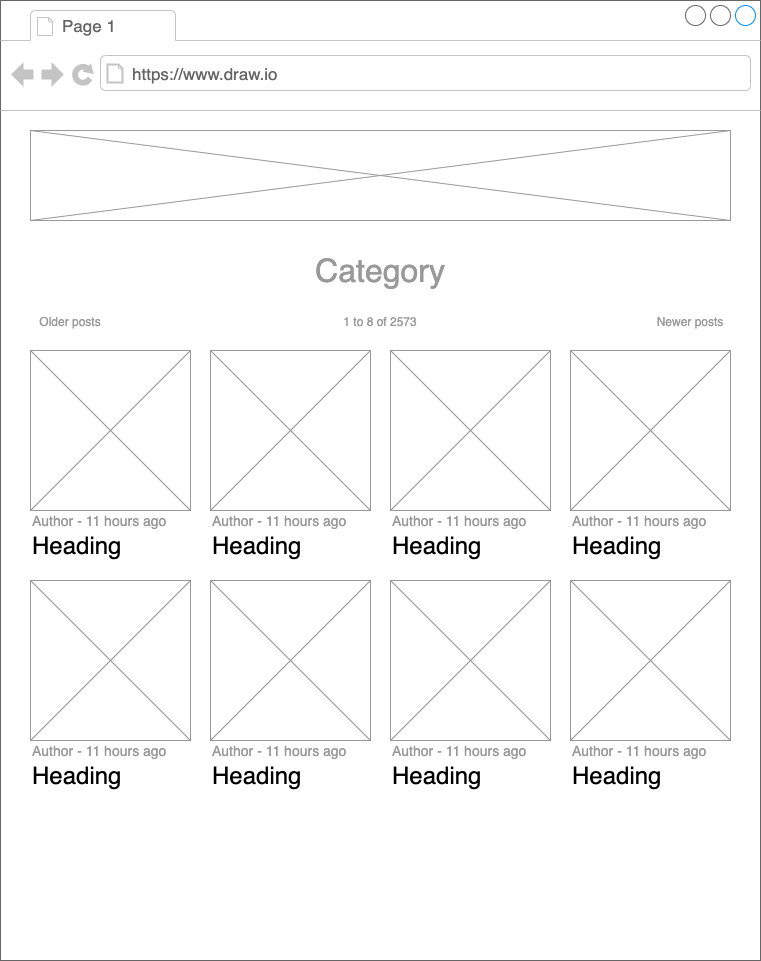 Page 1
https://www.draw.io
Category
Older posts 1 to 8 of 2573 Newer posts
Author - 11 hours ago Author - 11 hours ago Author - 11 hours ago Author - 11 hours ago
Heading Heading Heading Heading
Author - 11 hours ago Author - 11 hours ago Author - 11 hours ago Author - 11 hours ago
Heading Heading Heading Heading